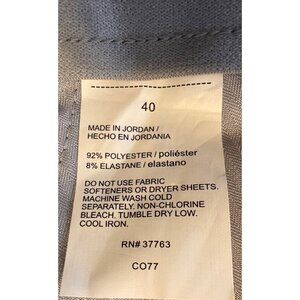 40
MADE IN JORDAN /
HECHO EN JORDANIA
92% POLYESTER / poliéster
8% ELASTANE / elastano
DO NOT USE FABRIC
SOFTENERS OR DRYER SHEETS.
MACHINE WASH COLD
SEPARATELY. NON-CHLORINE
BLEACH. TUMBLE DRY LOW.
COOL IRON.
RN# 37763
CO77